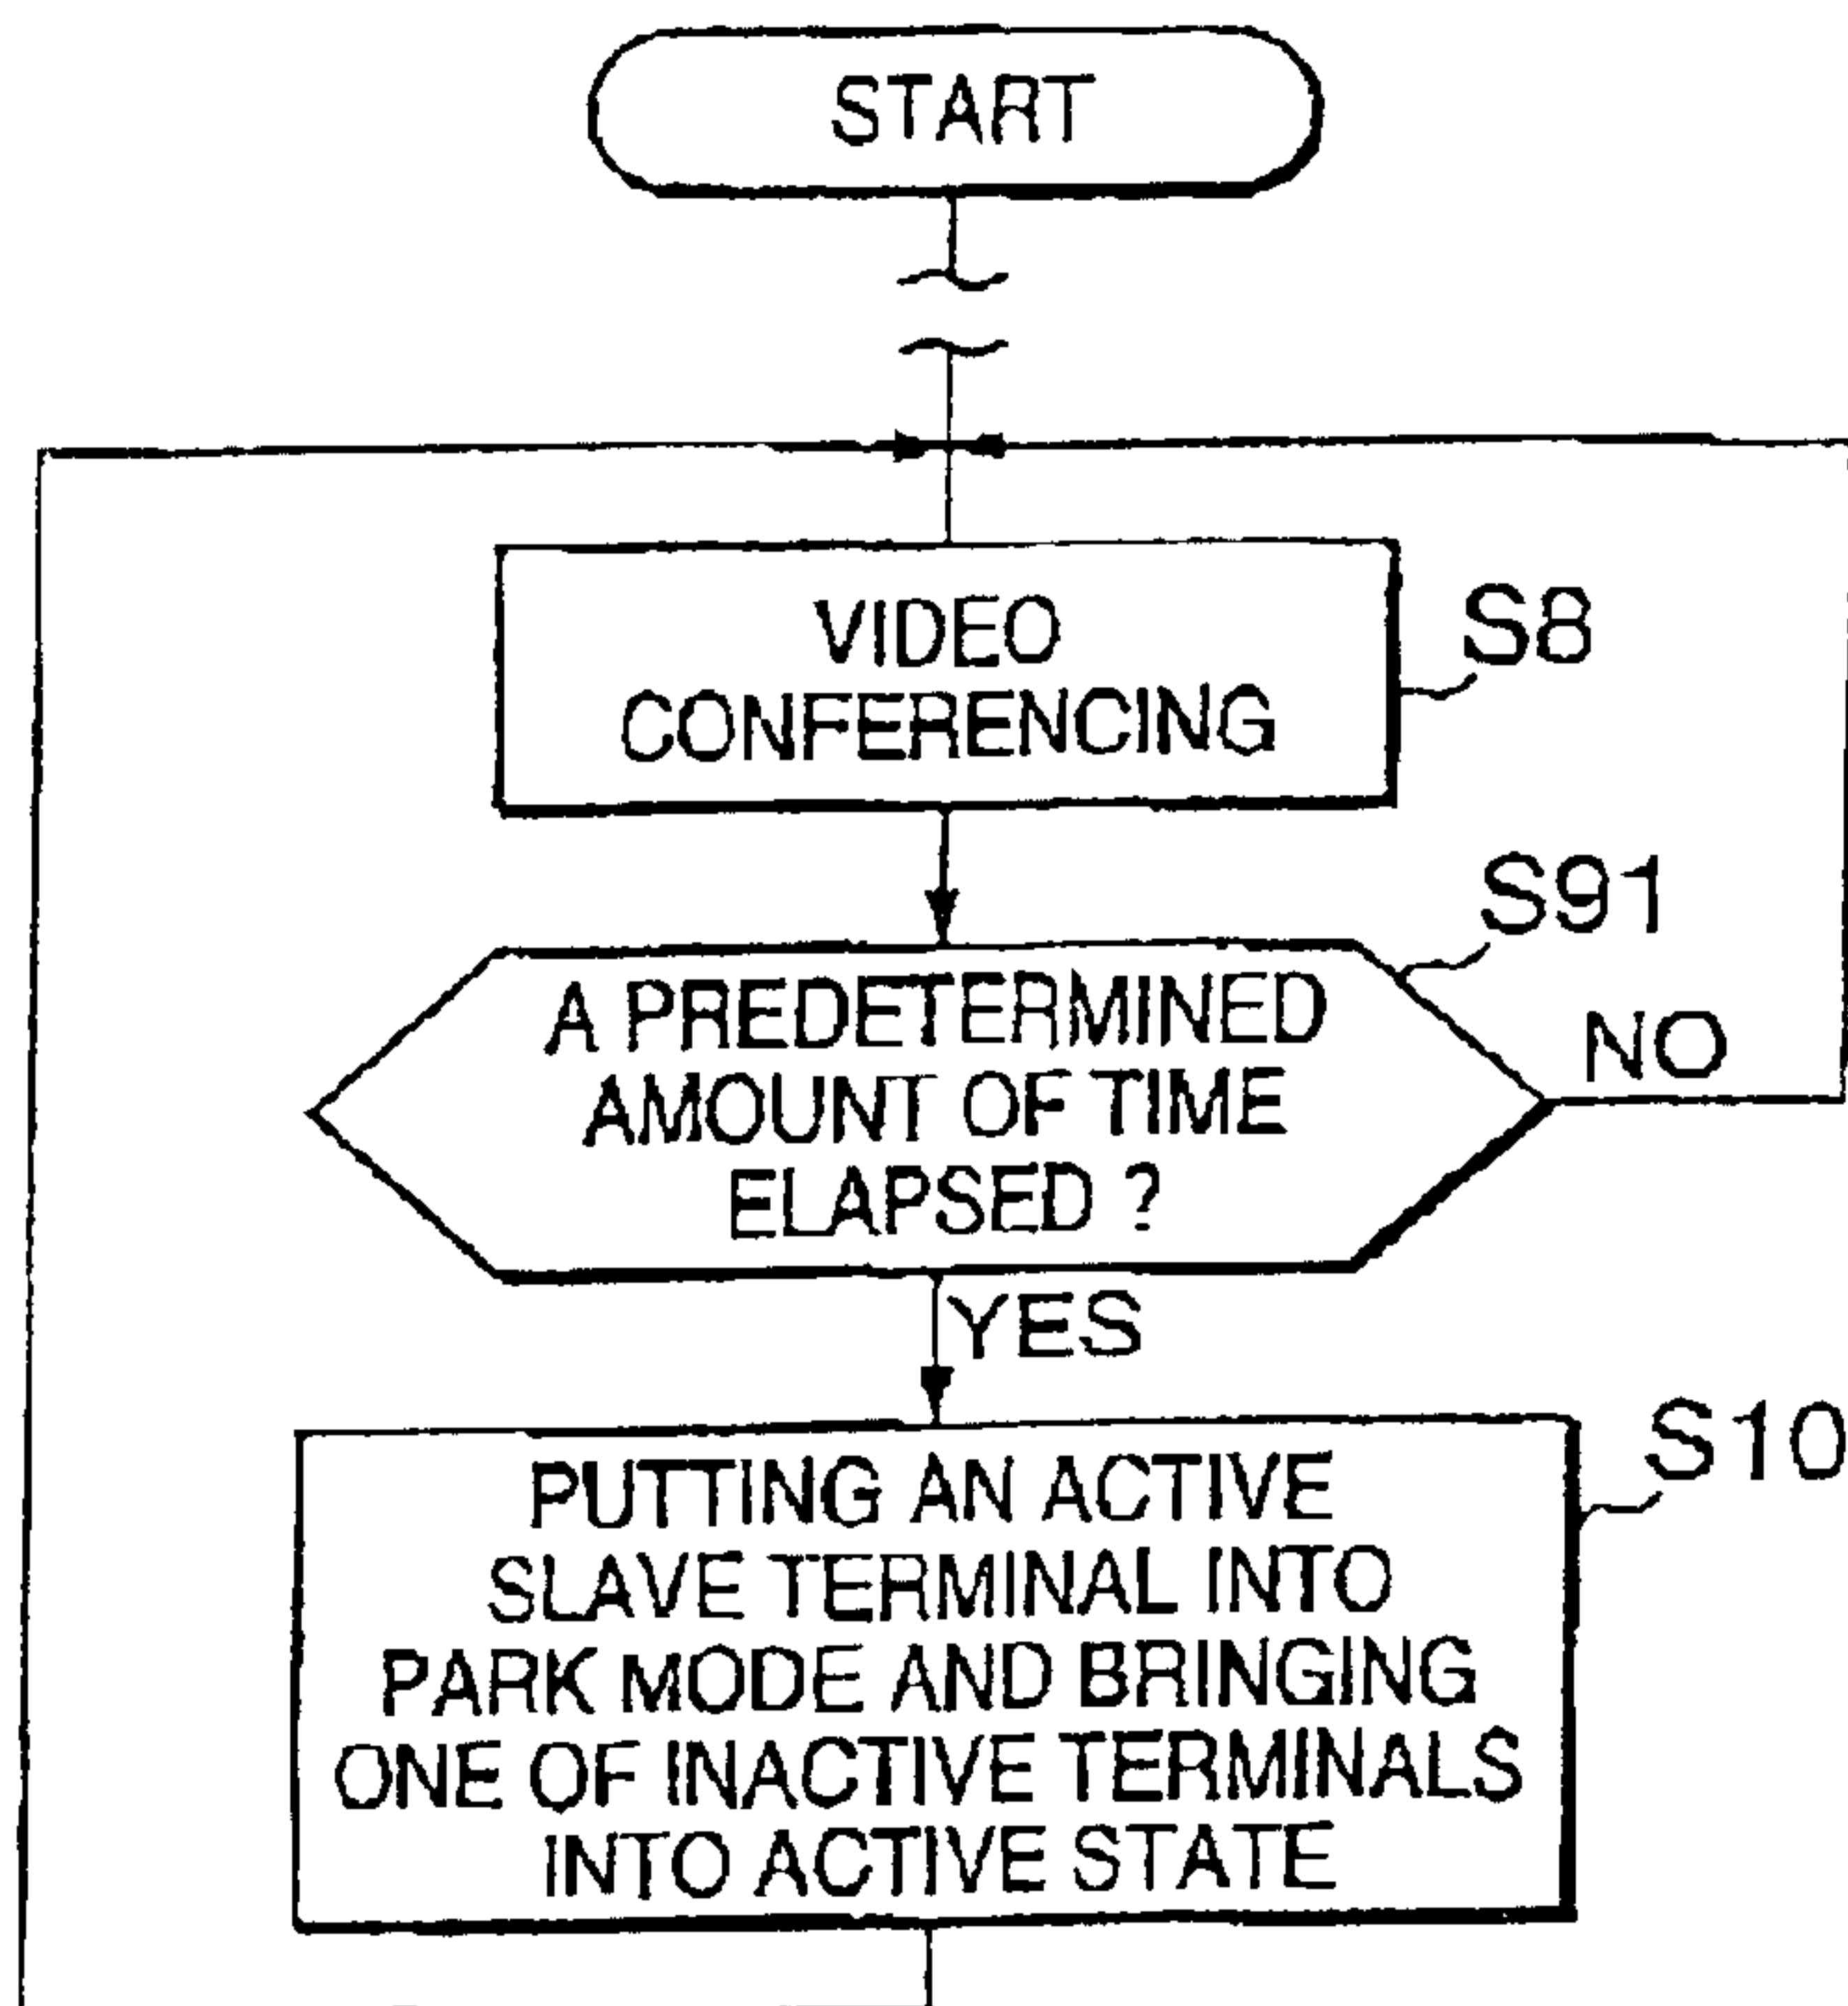 START
VIDEO
CONFERENCING
S8
S91
A PREDETERMINED
AMOUNT OF TIME
ELAPSED ?
NO
YES
S10
PUTTING AN ACTIVE
SLAVE TERMINAL INTO
PARK MODE AND BRINGING
ONE OF INACTIVE TERMINALS
INTO ACTIVE STATE